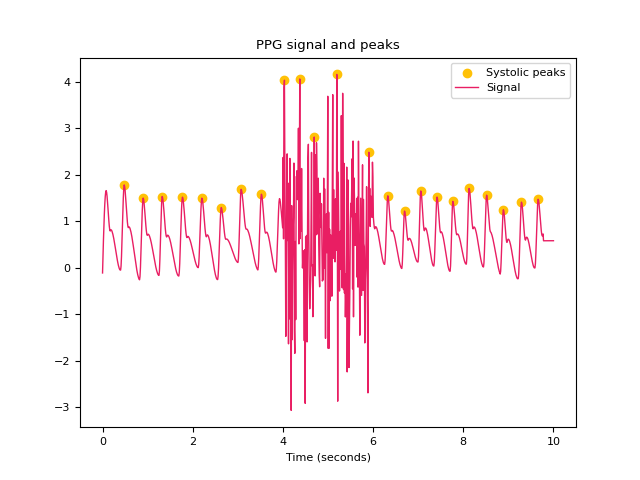 PPG signal and peaks
Systolic peaks
Signal
4
3
2
1
0
−1
−2
−3
0 2 4 6 8 10
Time (seconds)